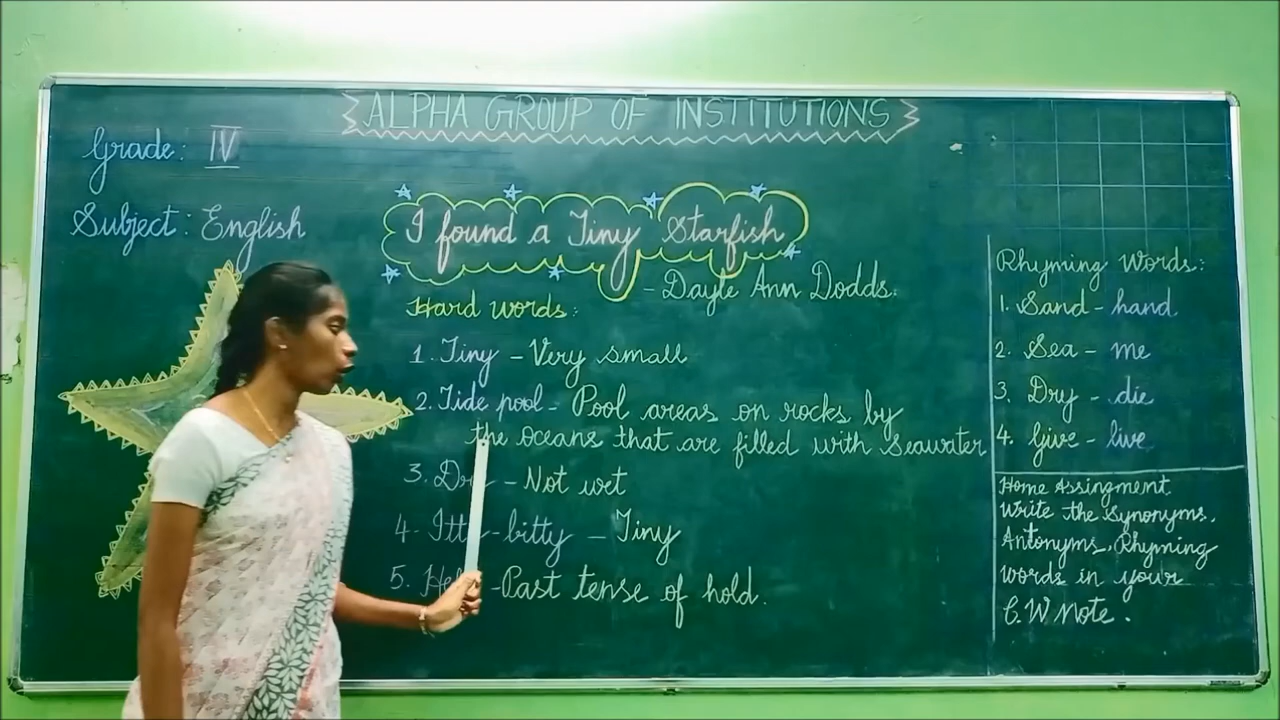 ALPHA GROUP OF INSTITUTIONS
Grade: IV
Subject: English
I found a Tiny Starfish
- Dayle Ann Dodds.
Hard words:
1. Tiny - Very small
2. Tide pool - Pool areas on rocks by
the oceans that are filled with Seawater
3. - Not wet
4. -bitty - Tiny
5. - Past tense of hold.
Rhyming Words:
1. Sand - hand
2. Sea - me
3. Dry - die
4. Give - live
Home Assingment.
Write the Synonyms,
Antonyms, Rhyming
words in your
C.W Note.